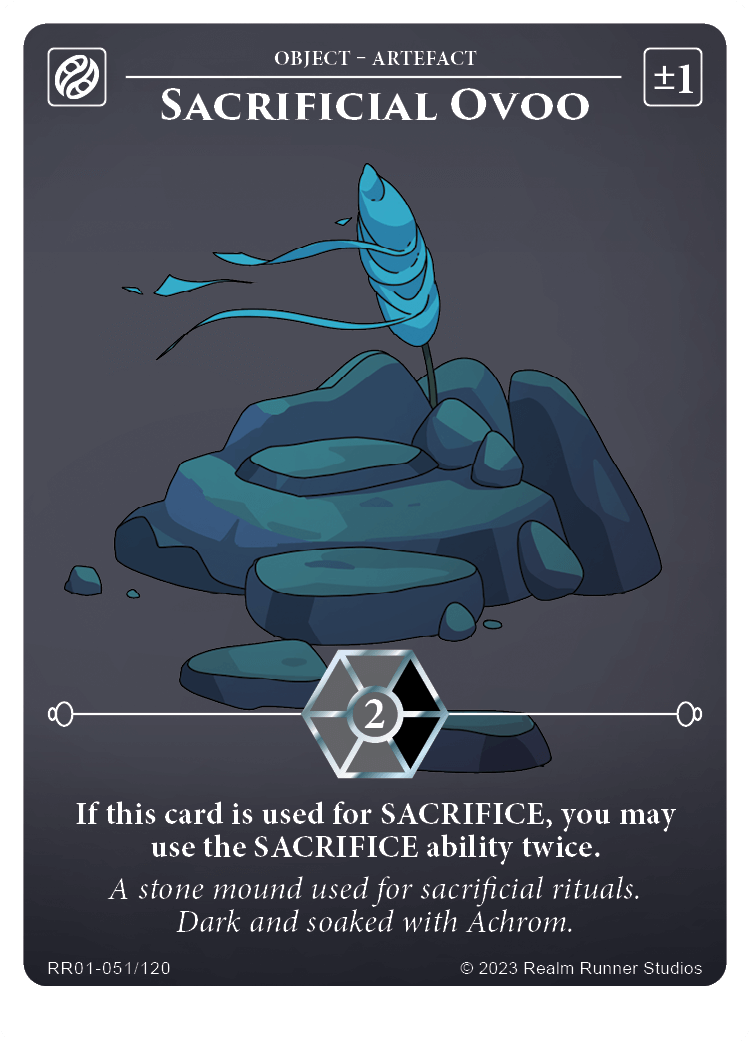 OBJECT – ARTEFACT
±1
SACRIFICIAL OVOO
2
If this card is used for SACRIFICE, you may
use the SACRIFICE ability twice.
A stone mound used for sacrificial rituals.
Dark and soaked with Achrom.
RR01-051/120
© 2023 Realm Runner Studios